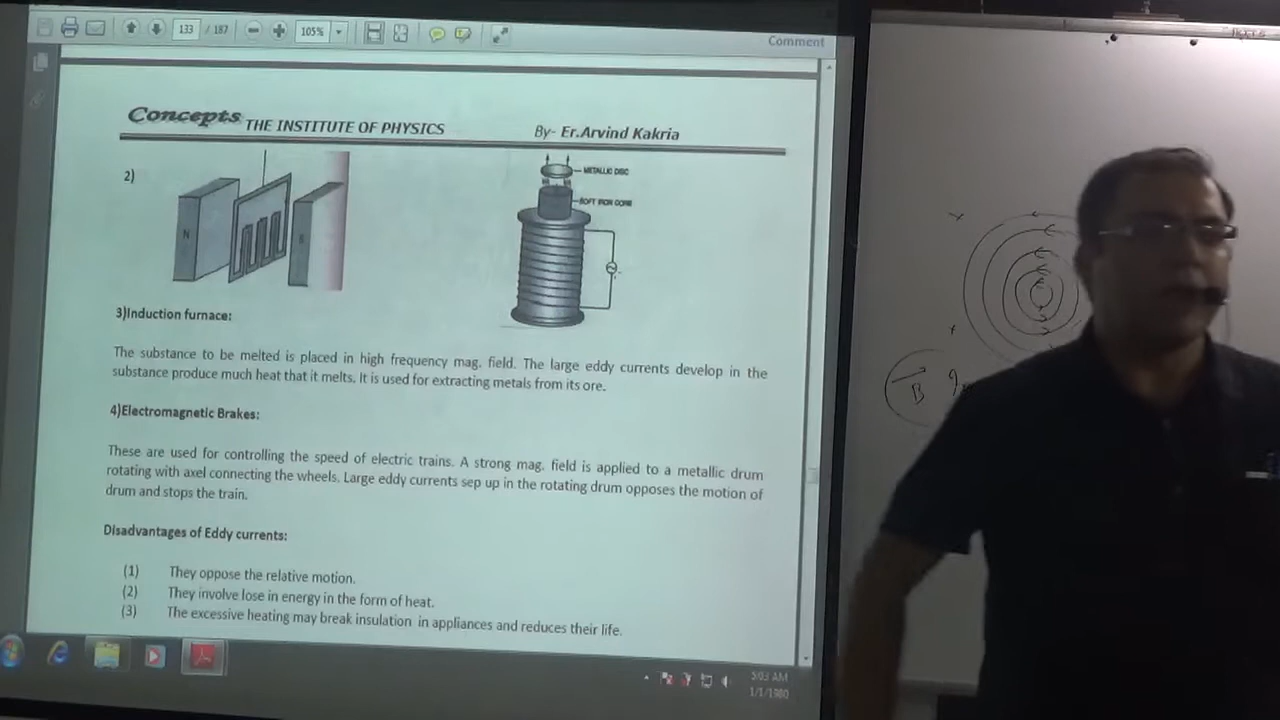 133 / 187
105%
Comment
Concepts THE INSTITUTE OF PHYSICS By- Er.Arvind Kakria
2)
METALLIC DISC
SOFT IRON CORE
N
S
3)Induction furnace:
The substance to be melted is placed in high frequency mag. field. The large eddy currents develop in the
substance produce much heat that it melts. It is used for extracting metals from its ore.
4)Electromagnetic Brakes:
These are used for controlling the speed of electric trains. A strong mag. field is applied to a metallic drum
rotating with axel connecting the wheels. Large eddy currents sep up in the rotating drum opposes the motion of
drum and stops the train.
Disadvantages of Eddy currents:
(1) They oppose the relative motion.
(2) They involve lose in energy in the form of heat.
(3) The excessive heating may break insulation in appliances and reduces their life.
5:03 AM
1/1/1980
B